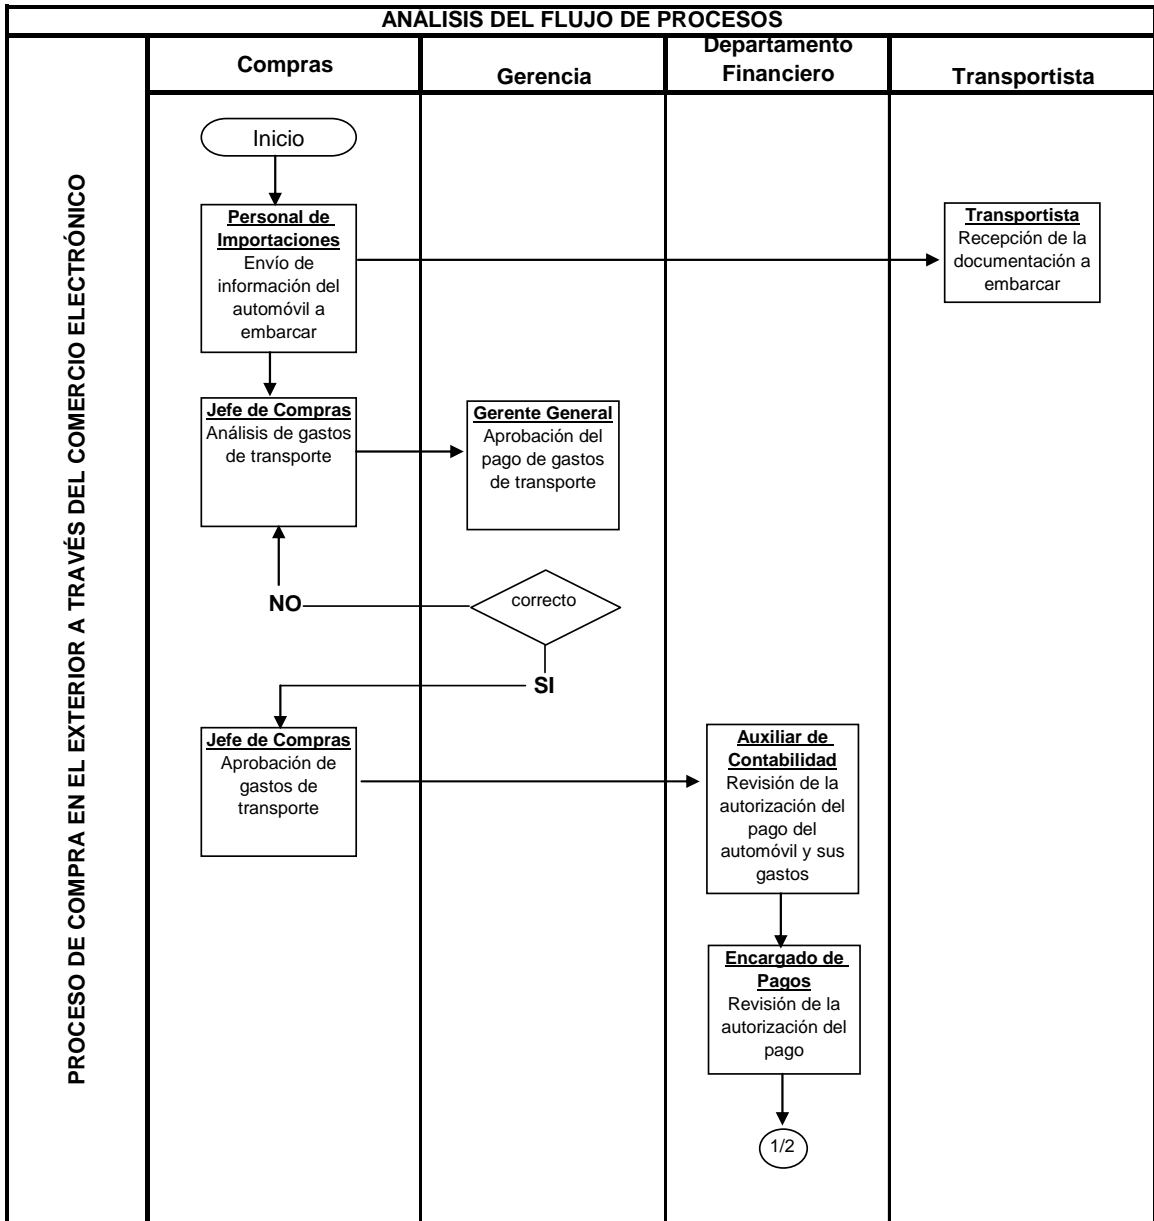 ANÁLISIS DEL FLUJO DE PROCESOS
Compras
Gerencia
Departamento
Financiero
Transportista
PROCESO DE COMPRA EN EL EXTERIOR A TRAVÉS DEL COMERCIO ELECTRÓNICO
Inicio
Personal de
Importaciones
Envío de
información del
automóvil a
embarcar
Transportista
Recepción de la
documentación a
embarcar
Jefe de Compras
Análisis de gastos
de transporte
Gerente General
Aprobación del
pago de gastos
de transporte
correcto
NO
SI
Jefe de Compras
Aprobación de
gastos de
transporte
Auxiliar de
Contabilidad
Revisión de la
autorización del
pago del
automóvil y sus
gastos
Encargado de
Pagos
Revisión de la
autorización del
pago
1/2